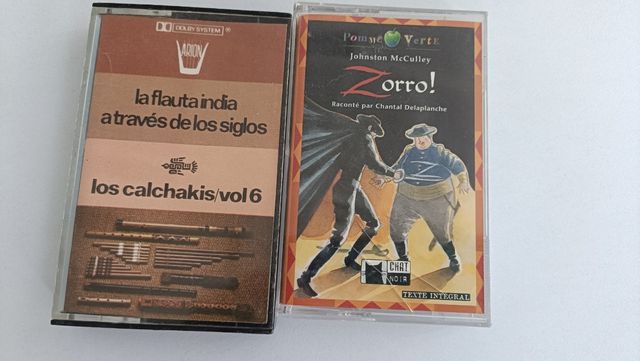 DOLBY SYSTEM ®
ARION
la flauta india
a través de los siglos
los calchakis/vol 6
Pomme Verte
Johnston McCulley
Zorro!
Raconté par Chantal Delaplanche
Z
CHAT
NOIR
TEXTE INTÉGRAL